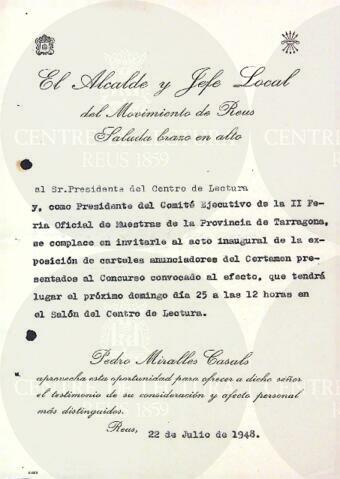 El Alcalde y Jefe Local
del Movimiento de Reus
Saluda brazo en alto
al Sr.Presidente del Centro de Lectura
y, como Presidente del Comité Ejecutivo de la II Fe-
ria Oficial de Muestras de la Provincia de Tarragona,
se complace en invitarle al acto inaugural de la ex-
posición de carteles anunciadores del Certamen pre-
sentados al Concurso convocado al efecto, que tendrá
lugar el próximo domingo día 25 a las 12 horas en
el Salón del Centro de Lectura.
Pedro Miralles Casals
aprovecha esta oportunidad para ofrecer a dicho señor
el testimonio de su consideración y afecto personal
más distinguidos.
Reus, 22 de Julio de 1948.
CENTRE DE LECTURA
REUS 1859